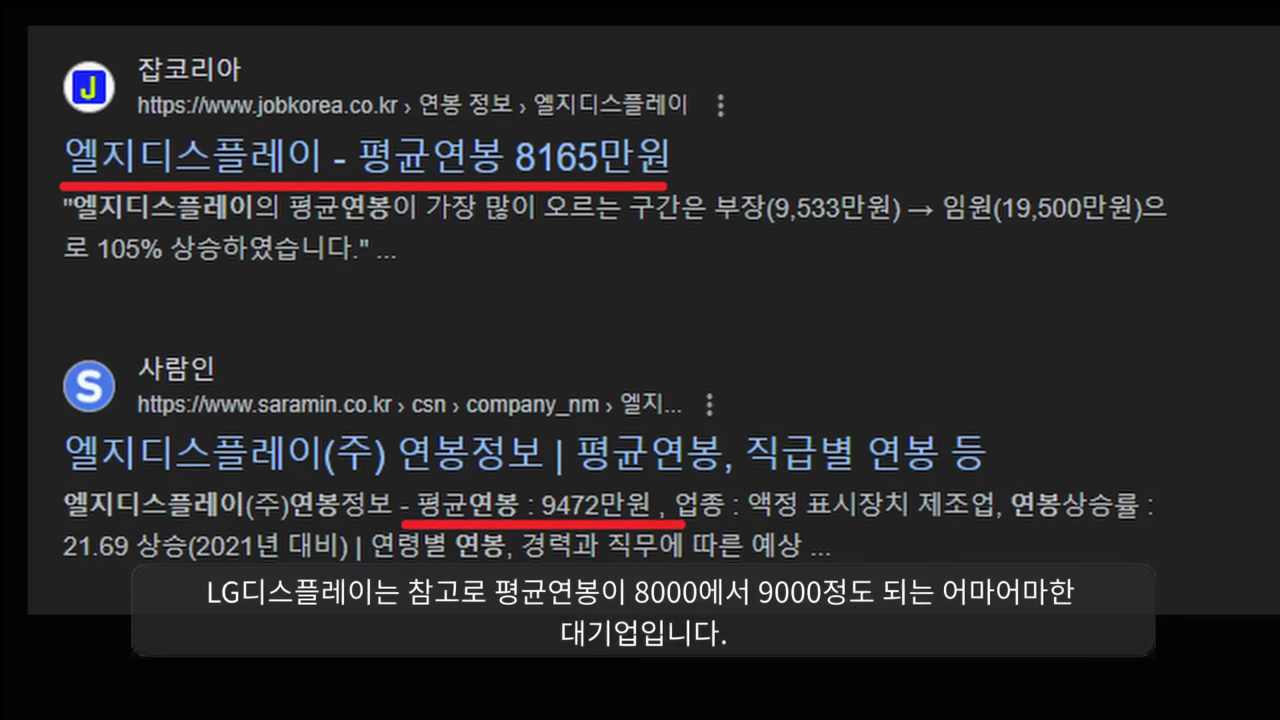 잡코리아
https://www.jobkorea.co.kr › 연봉 정보 › 엘지디스플레이
엘지디스플레이 - 평균연봉 8165만원
"엘지디스플레이의 평균연봉이 가장 많이 오르는 구간은 부장(9,533만원) → 임원(19,500만원)으
로 105% 상승하였습니다." ...
사람인
https://www.saramin.co.kr › csn › company_nm › 엘지...
엘지디스플레이(주) 연봉정보 | 평균연봉, 직급별 연봉 등
엘지디스플레이(주)연봉정보 - 평균연봉 : 9472만원 , 업종 : 액정 표시장치 제조업, 연봉상승률 :
21.69 상승(2021년 대비) | 연령별 연봉, 경력과 직무에 따른 예상 ...
LG디스플레이는 참고로 평균연봉이 8000에서 9000정도 되는 어마어마한
대기업입니다.